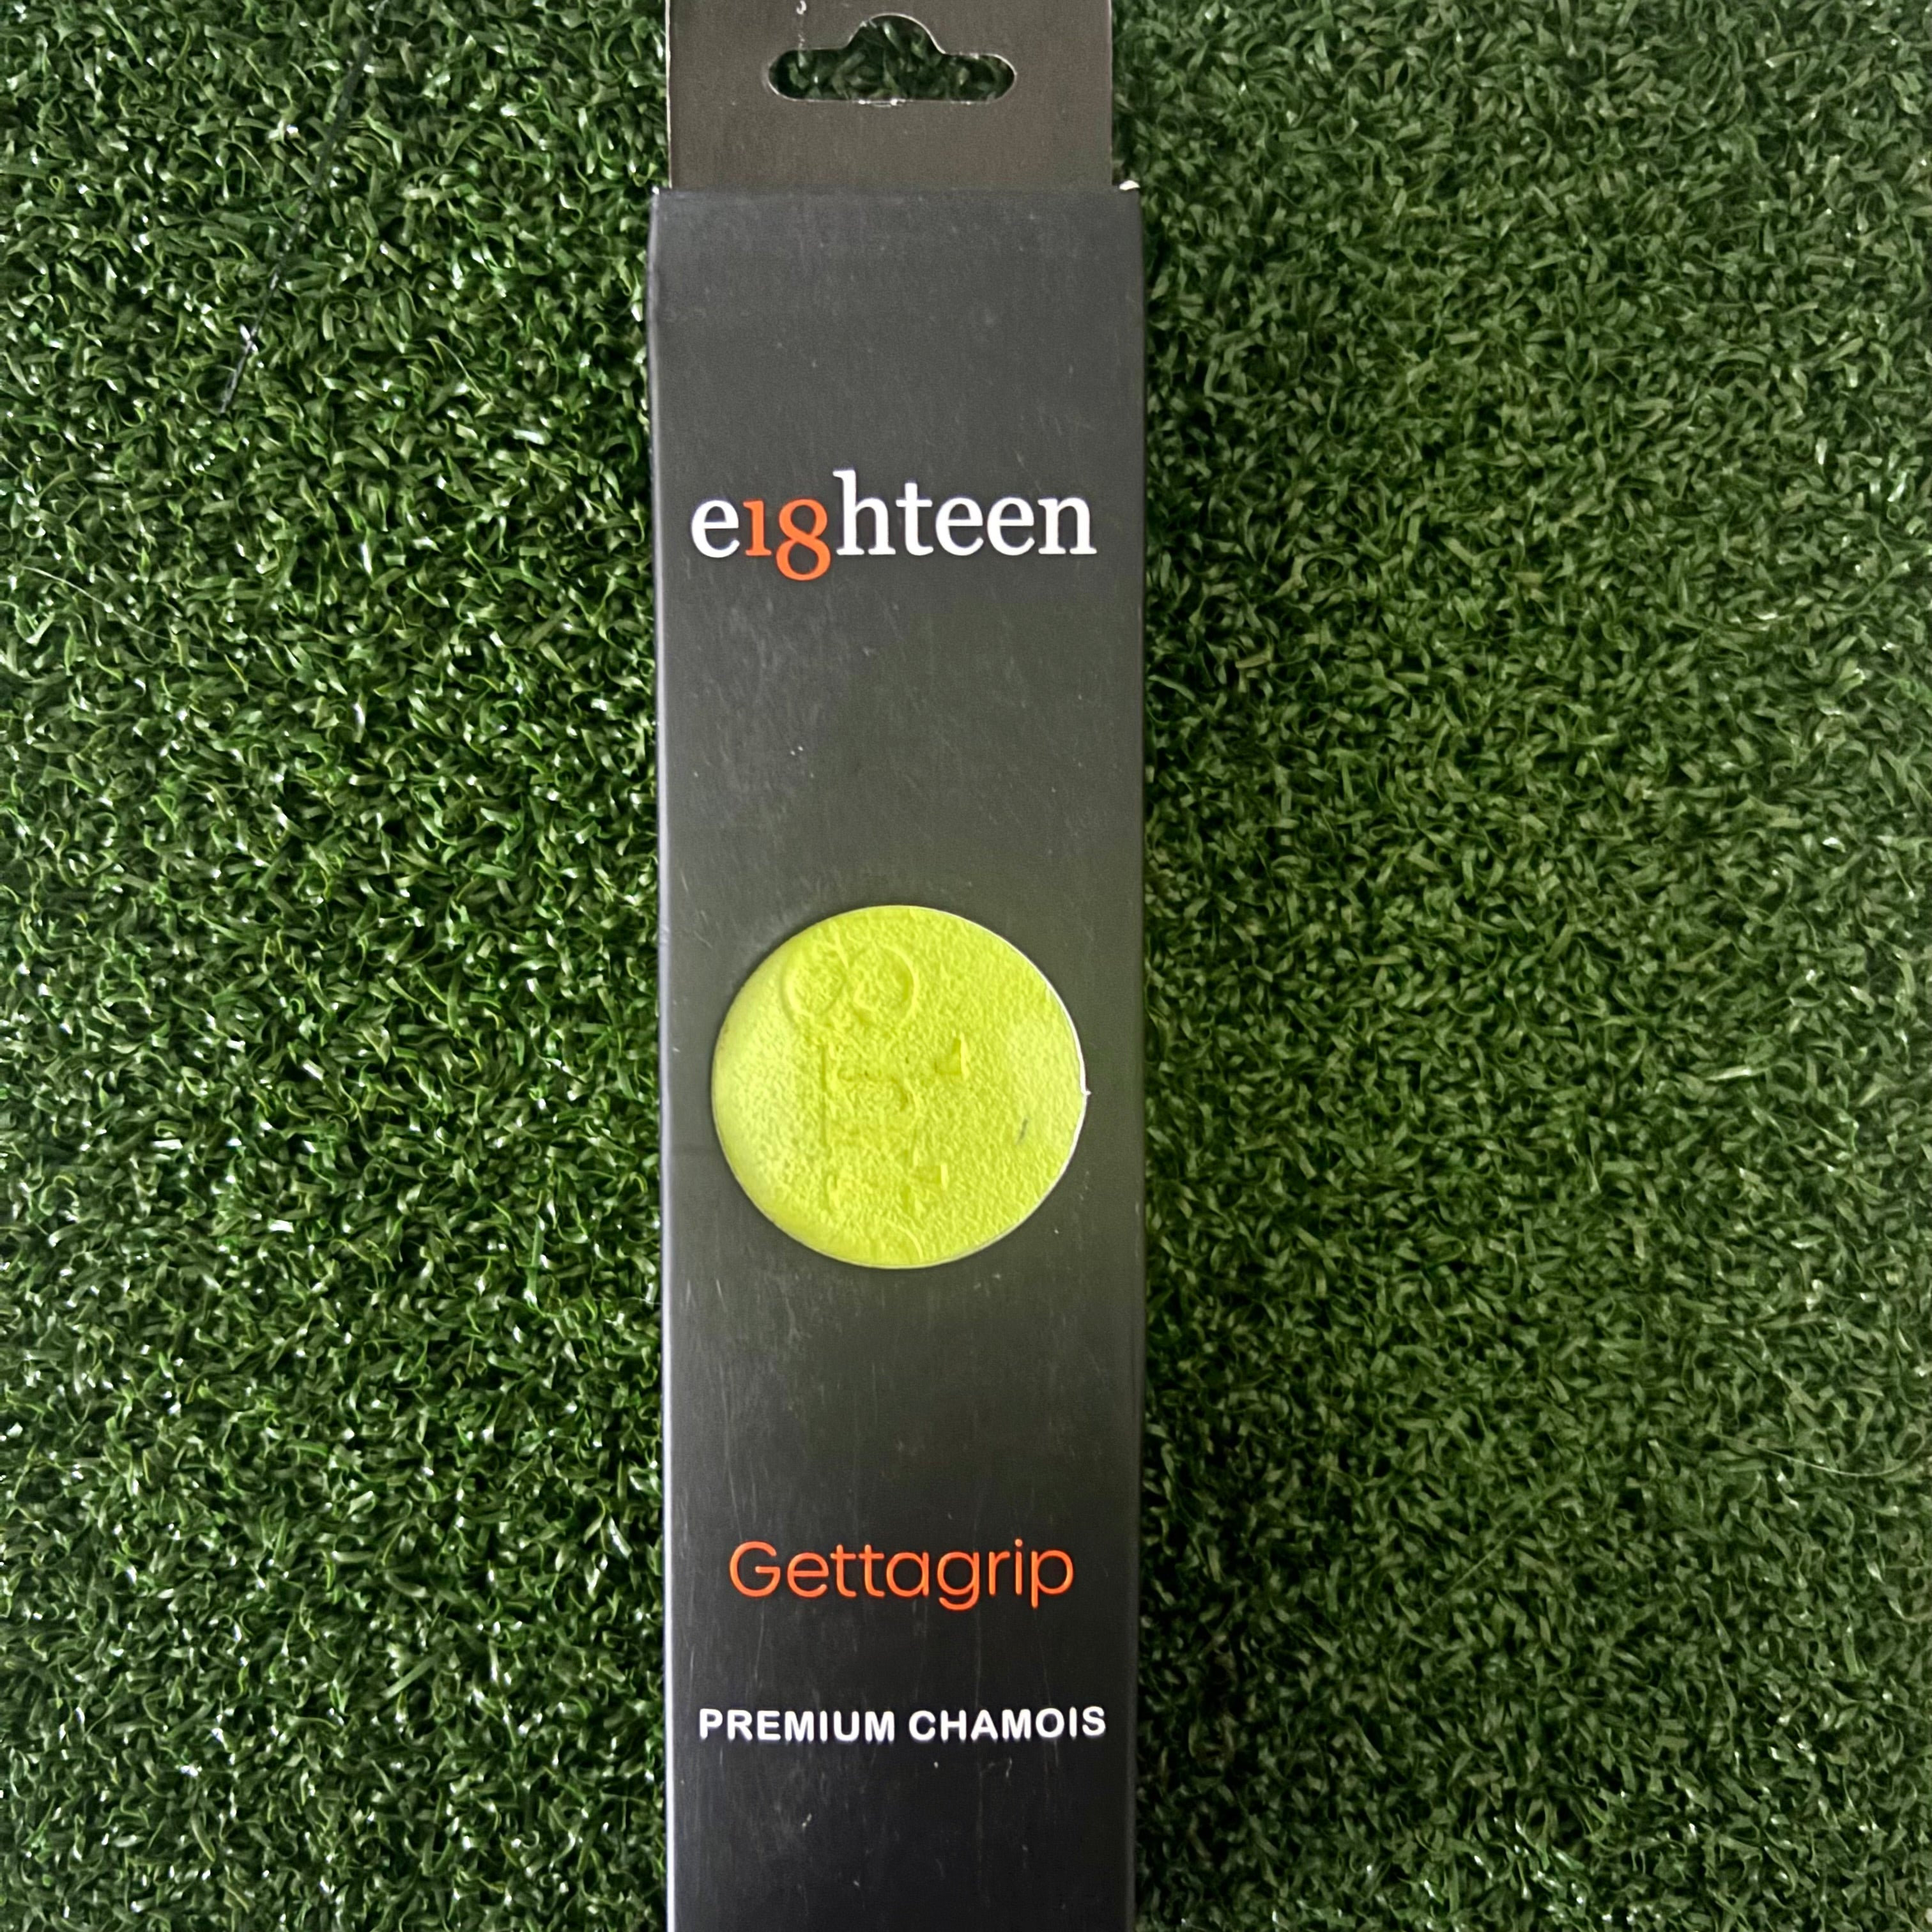 e18hteen
Gettagrip
PREMIUM CHAMOIS